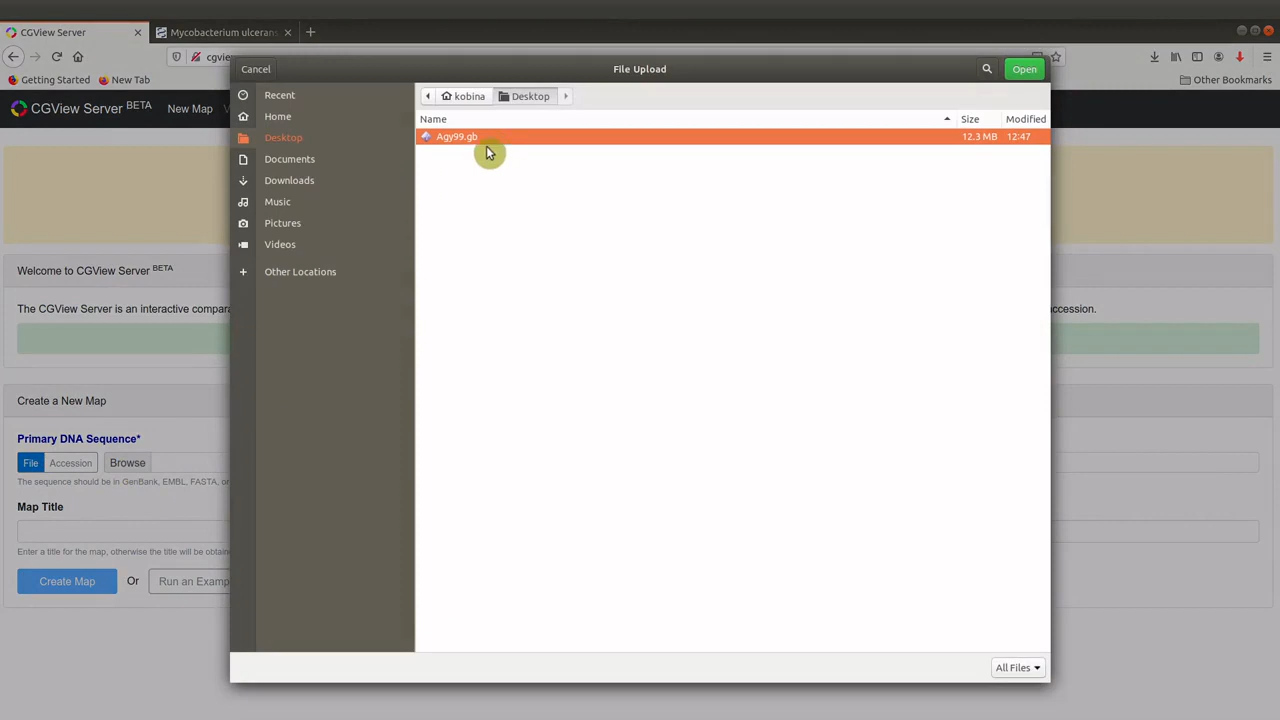 CGView Server
Mycobacterium ulcerans
cgview
Getting Started
New Tab
Other Bookmarks
CGView Server BETA
New Map
Cancel
File Upload
Open
Recent
Home
Desktop
Documents
Downloads
Music
Pictures
Videos
Other Locations
kobina
Desktop
Name
Size
Modified
Agy99.gb
12.3 MB
12:47
All Files
Welcome to CGView Server BETA
The CGView Server is an interactive compara
ccession.
Create a New Map
Primary DNA Sequence*
File
Accession
Browse
The sequence should be in GenBank, EMBL, FASTA, or
Map Title
Enter a title for the map, otherwise the title will be obtain
Create Map
Or
Run an Examp